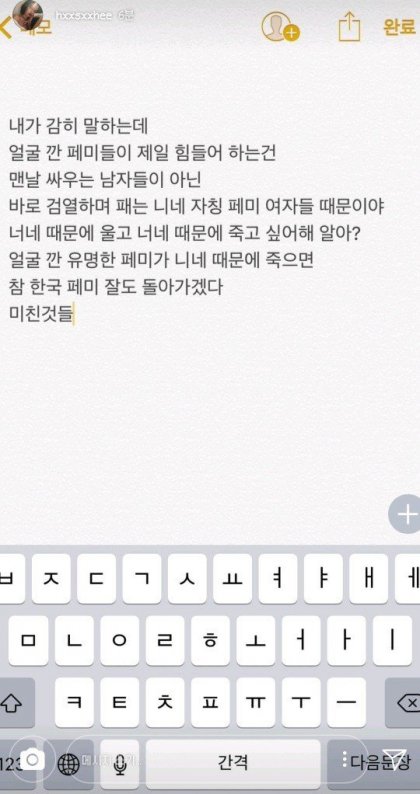 hxxsxxhee 6분
메모
완료
내가 감히 말하는데
얼굴 깐 페미들이 제일 힘들어 하는건
맨날 싸우는 남자들이 아닌
바로 검열하며 패는 니네 자칭 페미 여자들 때문이야
너네 때문에 울고 너네 때문에 죽고 싶어해 알아?
얼굴 깐 유명한 페미가 니네 때문에 죽으면
참 한국 페미 잘도 돌아가겠다
미친것들
ㅂ ㅈ ㄷ ㄱ ㅅ ㅛ ㅕ ㅑ ㅐ ㅔ
ㅁ ㄴ ㅇ ㄹ ㅎ ㅗ ㅓ ㅏ ㅣ
ㅋ ㅌ ㅊ ㅍ ㅠ ㅜ ㅡ
123 간격 다음문장